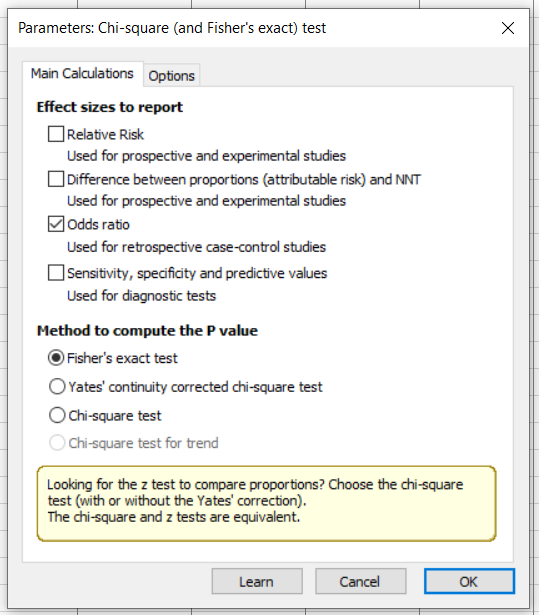 Parameters: Chi-square (and Fisher's exact) test
Main Calculations
Options
Effect sizes to report
Relative Risk
Used for prospective and experimental studies
Difference between proportions (attributable risk) and NNT
Used for prospective and experimental studies
Odds ratio
Used for retrospective case-control studies
Sensitivity, specificity and predictive values
Used for diagnostic tests
Method to compute the P value
Fisher's exact test
Yates' continuity corrected chi-square test
Chi-square test
Chi-square test for trend
Looking for the z test to compare proportions? Choose the chi-square
test (with or without the Yates' correction).
The chi-square and z tests are equivalent.
Learn
Cancel
OK